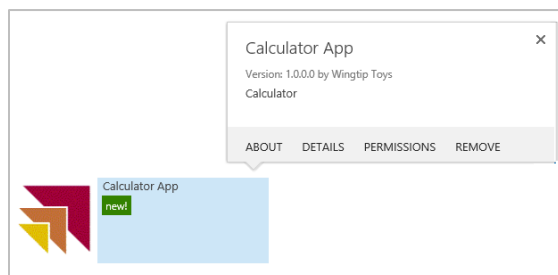 Calculator App
Version: 1.0.0.0 by Wingtip Toys
Calculator
ABOUT DETAILS PERMISSIONS REMOVE
Calculator App
new!